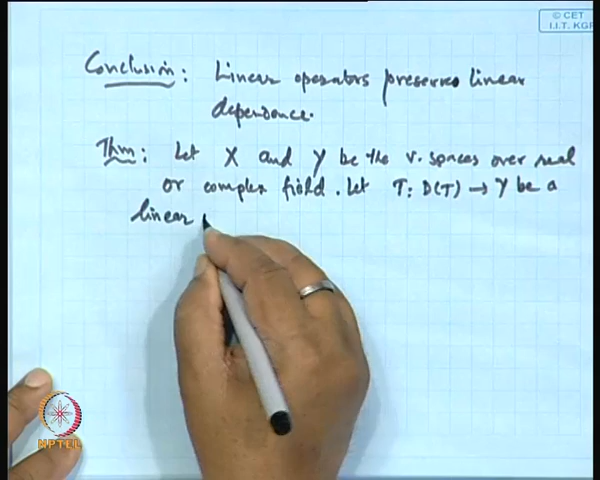 © CET
I.I.T. KGP
Conclusion: Linear operators preserves linear
dependence.
Thm: Let X and Y be the v. spaces over real
or complex field. Let T: D(T) → Y be a
linear
NPTEL